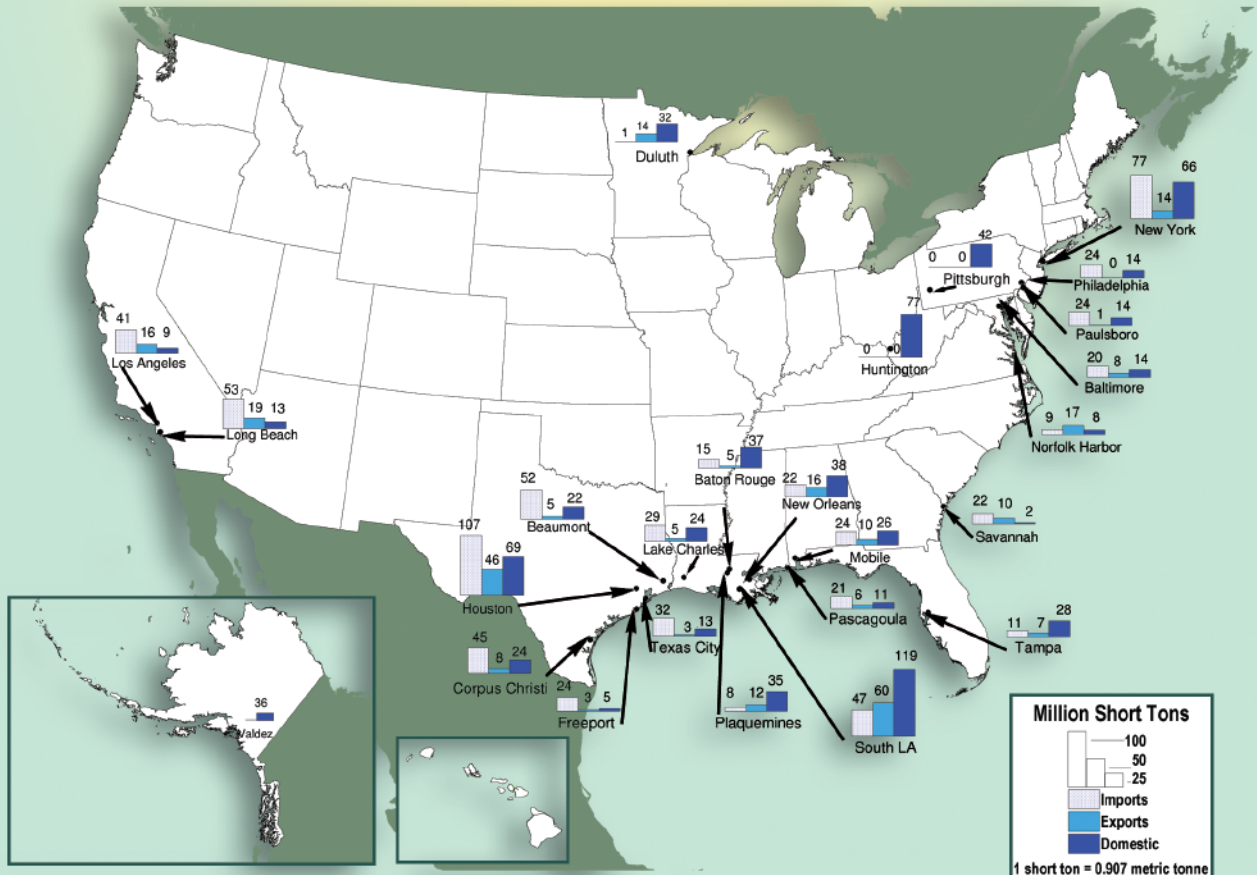 1 14 32
Duluth
77 14 66
New York
0 0 42
Pittsburgh
24 0 14
Philadelphia
24 1 14
Paulsboro
20 8 14
Baltimore
0 0 77
Huntington
9 17 8
Norfolk Harbor
41 16 9
Los Angeles
53 19 13
Long Beach
15 5 37
Baton Rouge
22 16 38
New Orleans
52 5 22
Beaumont
29 5 24
Lake Charles
24 10 26
Mobile
22 10 2
Savannah
107 46 69
Houston
32 3 13
Texas City
21 6 11
Pascagoula
11 7 28
Tampa
45 8 24
Corpus Christi
24 3 5
Freeport
8 12 35
Plaquemines
47 60 119
South LA
36
Valdez
Million Short Tons
100
50
25
Imports
Exports
Domestic
1 short ton = 0.907 metric tonne